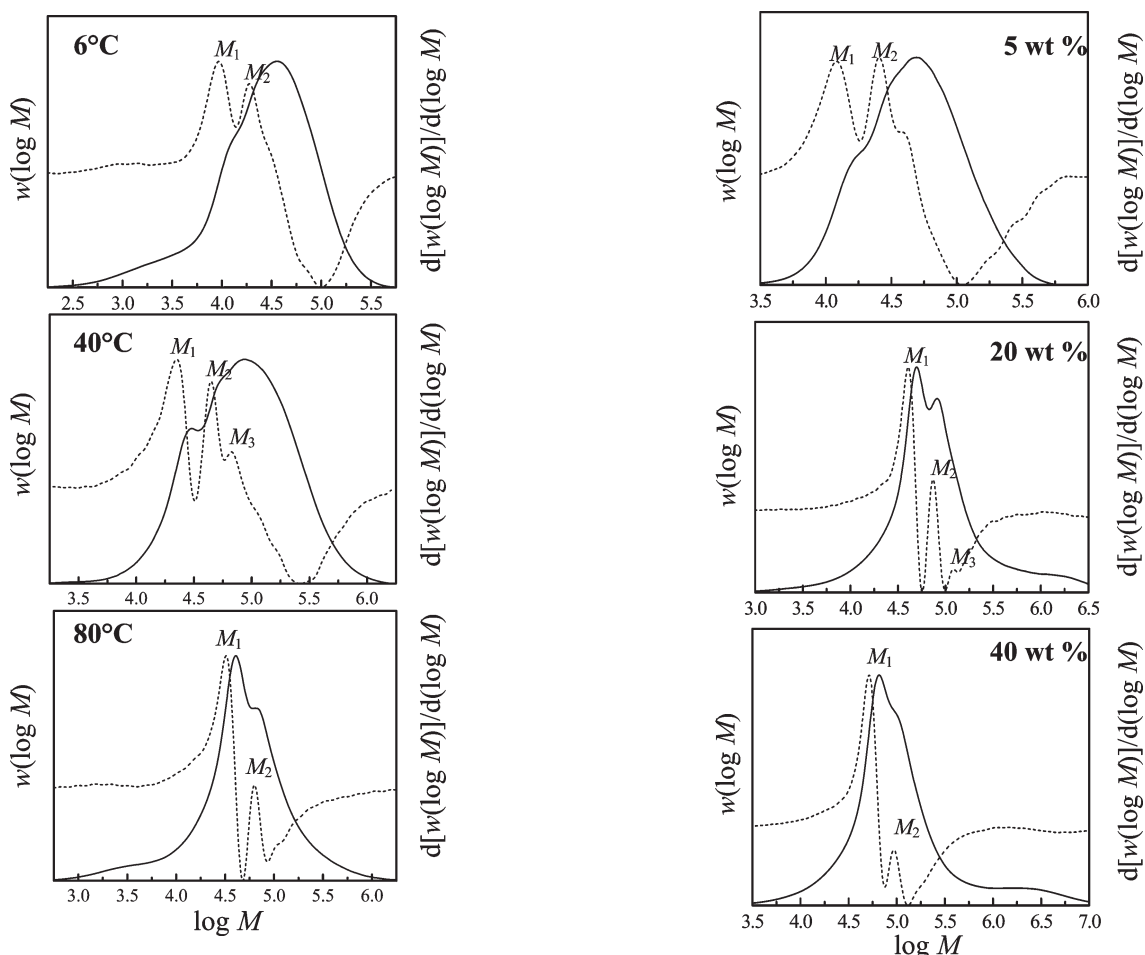 6°C
M1
M2
w(log M)
d[w(log M)]/d(log M)
2.5 3.0 3.5 4.0 4.5 5.0 5.5
5 wt %
M1
M2
w(log M)
d[w(log M)]/d(log M)
3.5 4.0 4.5 5.0 5.5 6.0
40°C
M1
M2
M3
w(log M)
d[w(log M)]/d(log M)
3.5 4.0 4.5 5.0 5.5 6.0
20 wt %
M1
M2
M3
w(log M)
d[w(log M)]/d(log M)
3.0 3.5 4.0 4.5 5.0 5.5 6.0 6.5
80°C
M1
M2
w(log M)
d[w(log M)]/d(log M)
3.0 3.5 4.0 4.5 5.0 5.5 6.0
log M
40 wt %
M1
M2
w(log M)
d[w(log M)]/d(log M)
3.5 4.0 4.5 5.0 5.5 6.0 6.5 7.0
log M